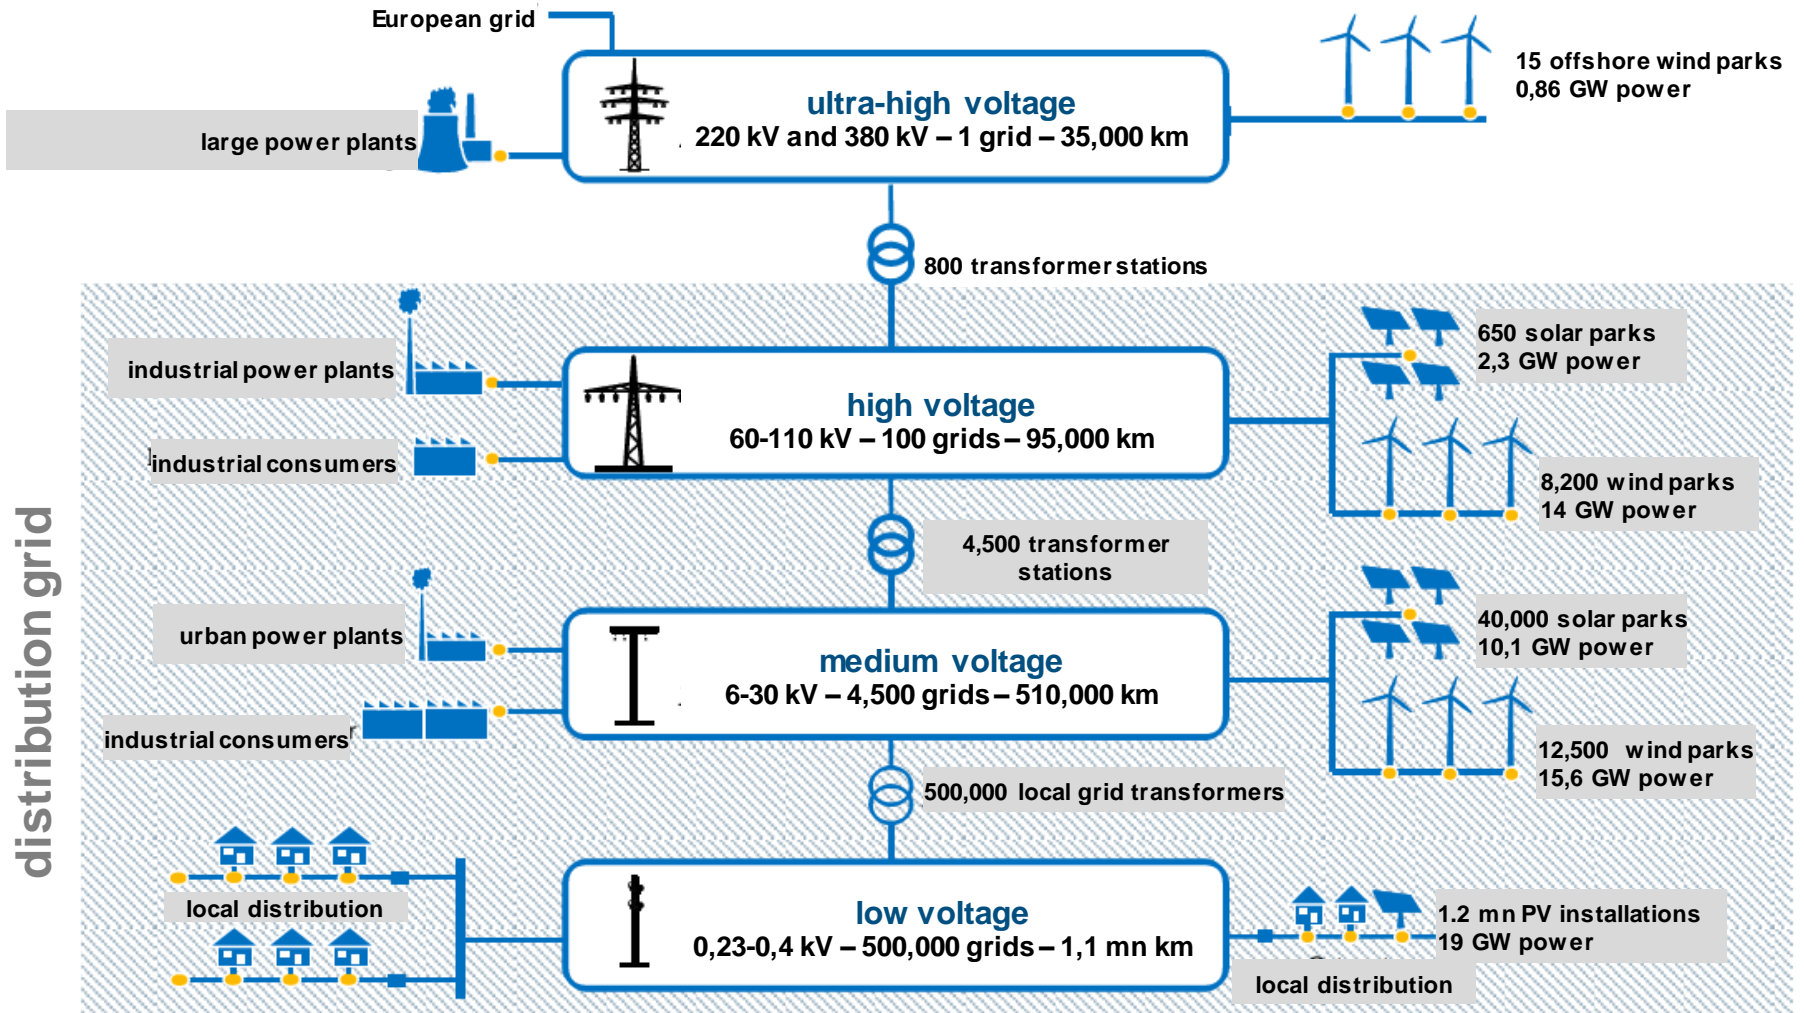 European grid
15 offshore wind parks
0,86 GW power
large power plants
ultra-high voltage
220 kV and 380 kV – 1 grid – 35,000 km
800 transformer stations
industrial power plants
650 solar parks
2,3 GW power
high voltage
60-110 kV – 100 grids – 95,000 km
industrial consumers
8,200 wind parks
14 GW power
4,500 transformer
stations
distribution grid
urban power plants
40,000 solar parks
10,1 GW power
medium voltage
6-30 kV – 4,500 grids – 510,000 km
industrial consumers
12,500 wind parks
15,6 GW power
500,000 local grid transformers
local distribution
low voltage
0,23-0,4 kV – 500,000 grids – 1,1 mn km
1.2 mn PV installations
19 GW power
local distribution